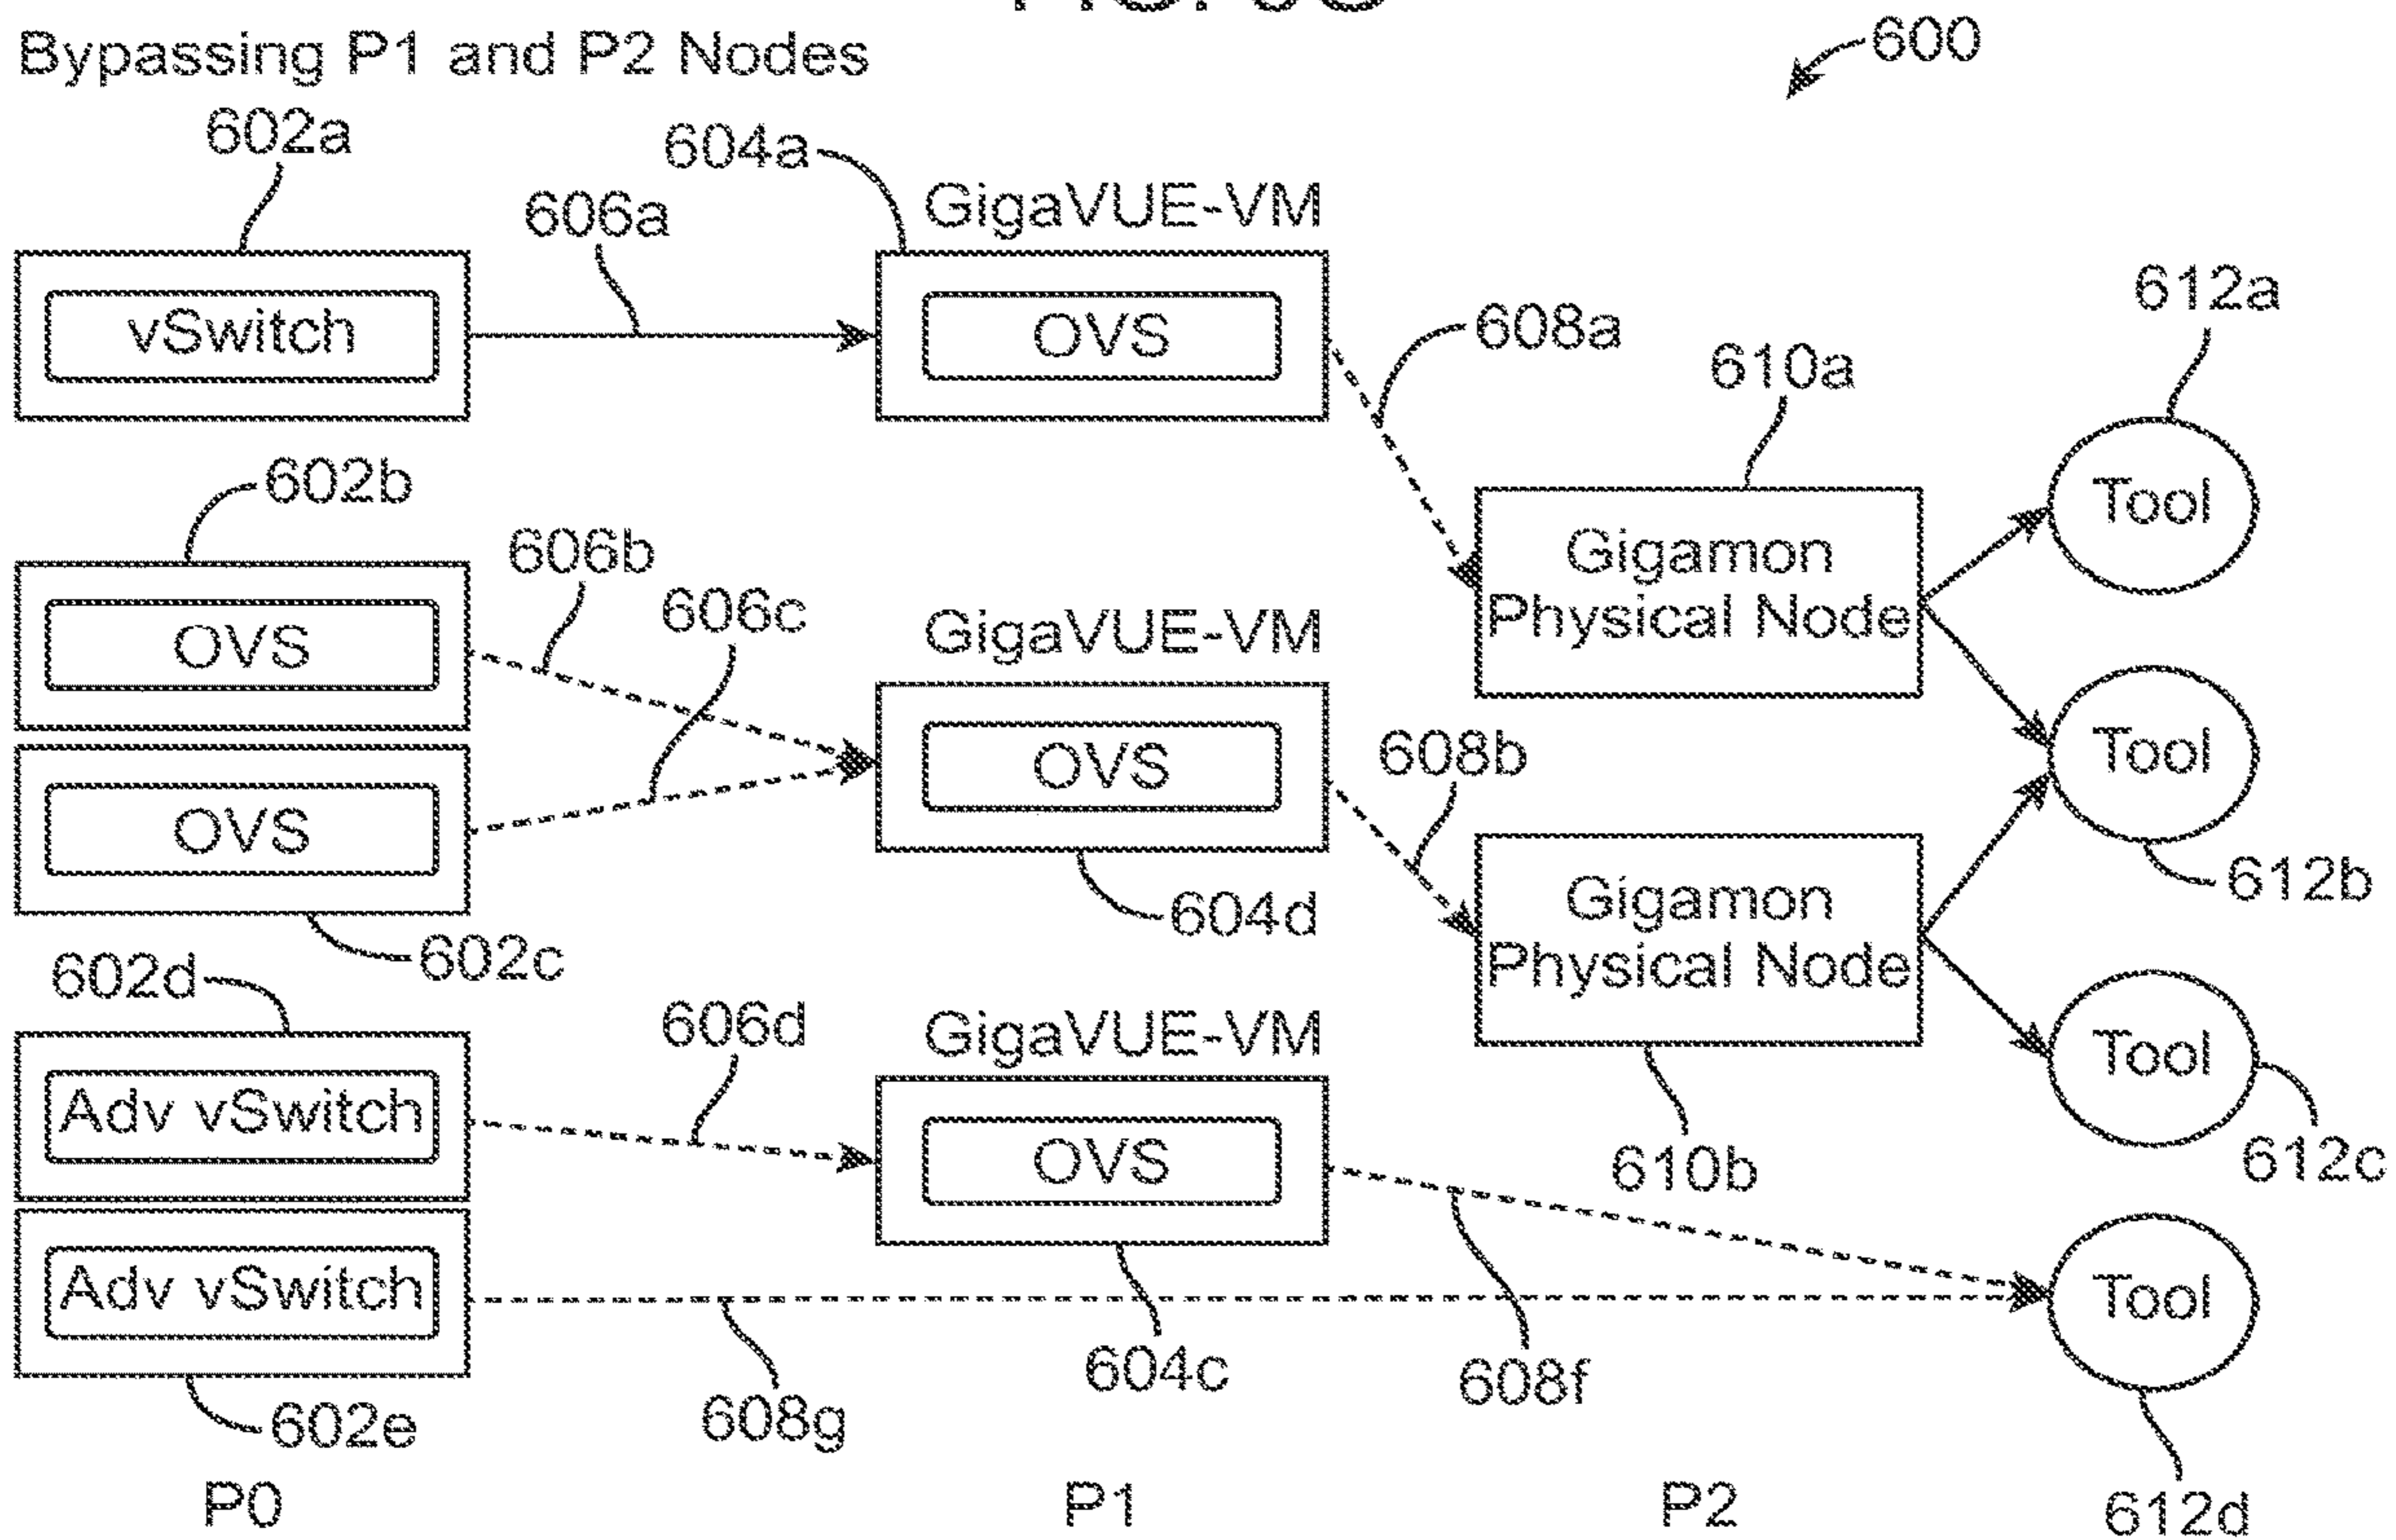 Bypassing P1 and P2 Nodes
600
602a
604a
606a
GigaVUE-VM
vSwitch
OVS
608a
610a
612a
Tool
602b
606b
606c
OVS
GigaVUE-VM
Gigamon
Physical Node
OVS
OVS
608b
Tool
612b
604d
602c
602d
606d
GigaVUE-VM
Gigamon
Physical Node
Tool
612c
Adv vSwitch
OVS
610b
Adv vSwitch
Tool
604c
608f
602e
608g
612d
P0
P1
P2